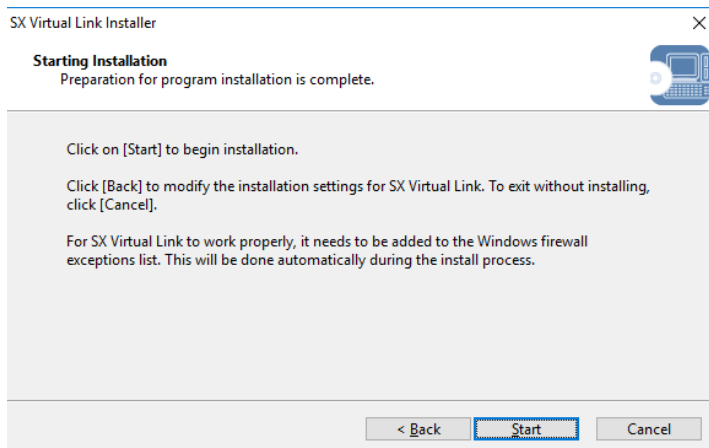 SX Virtual Link Installer
Starting Installation
Preparation for program installation is complete.
Click on [Start] to begin installation.
Click [Back] to modify the installation settings for SX Virtual Link. To exit without installing,
click [Cancel].
For SX Virtual Link to work properly, it needs to be added to the Windows firewall
exceptions list. This will be done automatically during the install process.
< Back
Start
Cancel